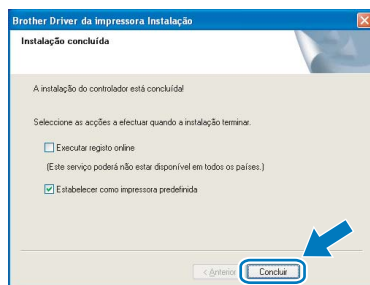 Brother Driver da impressora Instalação
Instalação concluída
A instalação do controlador está concluída!
Seleccione as acções a efectuar quando a instalação terminar.
Executar registo online
(Este serviço poderá não estar disponível em todos os países.)
Estabelecer como impressora predefinida
< Anterior
Concluir